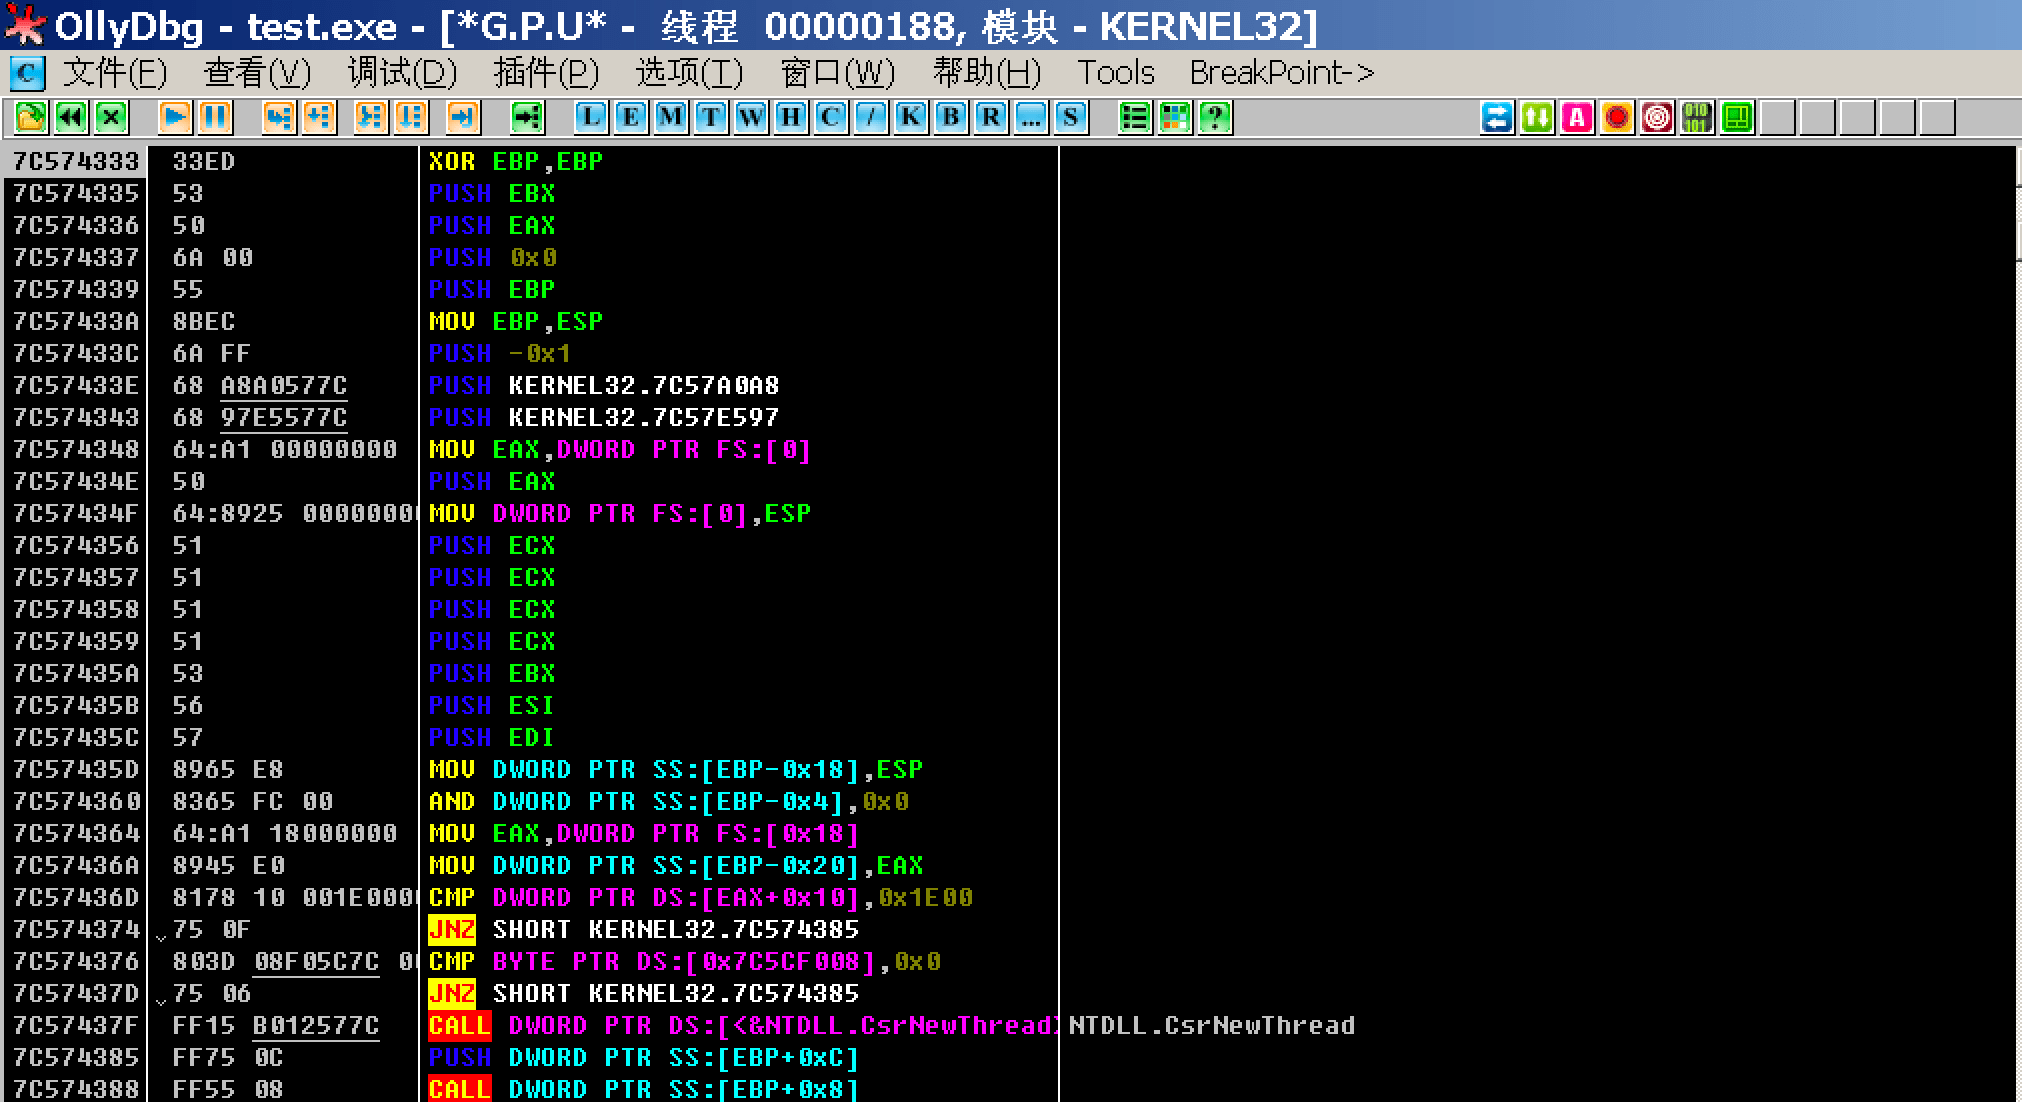 OllyDbg - test.exe - [*G.P.U* - 线程 00000188, 模块 - KERNEL32]
C 文件(F) 查看(V) 调试(D) 插件(P) 选项(T) 窗口(W) 帮助(H) Tools BreakPoint->
L E M T W H C / K B R ... S ? A 010 101
7C574333 33ED XOR EBP,EBP
7C574335 53 PUSH EBX
7C574336 50 PUSH EAX
7C574337 6A 00 PUSH 0x0
7C574339 55 PUSH EBP
7C57433A 8BEC MOV EBP,ESP
7C57433C 6A FF PUSH -0x1
7C57433E 68 A8A0577C PUSH KERNEL32.7C57A0A8
7C574343 68 97E5577C PUSH KERNEL32.7C57E597
7C574348 64:A1 00000000 MOV EAX,DWORD PTR FS:[0]
7C57434E 50 PUSH EAX
7C57434F 64:8925 0000000 MOV DWORD PTR FS:[0],ESP
7C574356 51 PUSH ECX
7C574357 51 PUSH ECX
7C574358 51 PUSH ECX
7C574359 51 PUSH ECX
7C57435A 53 PUSH EBX
7C57435B 56 PUSH ESI
7C57435C 57 PUSH EDI
7C57435D 8965 E8 MOV DWORD PTR SS:[EBP-0x18],ESP
7C574360 8365 FC 00 AND DWORD PTR SS:[EBP-0x4],0x0
7C574364 64:A1 18000000 MOV EAX,DWORD PTR FS:[0x18]
7C57436A 8945 E0 MOV DWORD PTR SS:[EBP-0x20],EAX
7C57436D 8178 10 001E000 CMP DWORD PTR DS:[EAX+0x10],0x1E00
7C574374 75 0F JNZ SHORT KERNEL32.7C574385
7C574376 803D 08F05C7C 0 CMP BYTE PTR DS:[0x7C5CF008],0x0
7C57437D 75 06 JNZ SHORT KERNEL32.7C574385
7C57437F FF15 B012577C CALL DWORD PTR DS:[<&NTDLL.CsrNewThread> NTDLL.CsrNewThread
7C574385 FF75 0C PUSH DWORD PTR SS:[EBP+0xC]
7C574388 FF55 08 CALL DWORD PTR SS:[EBP+0x8]